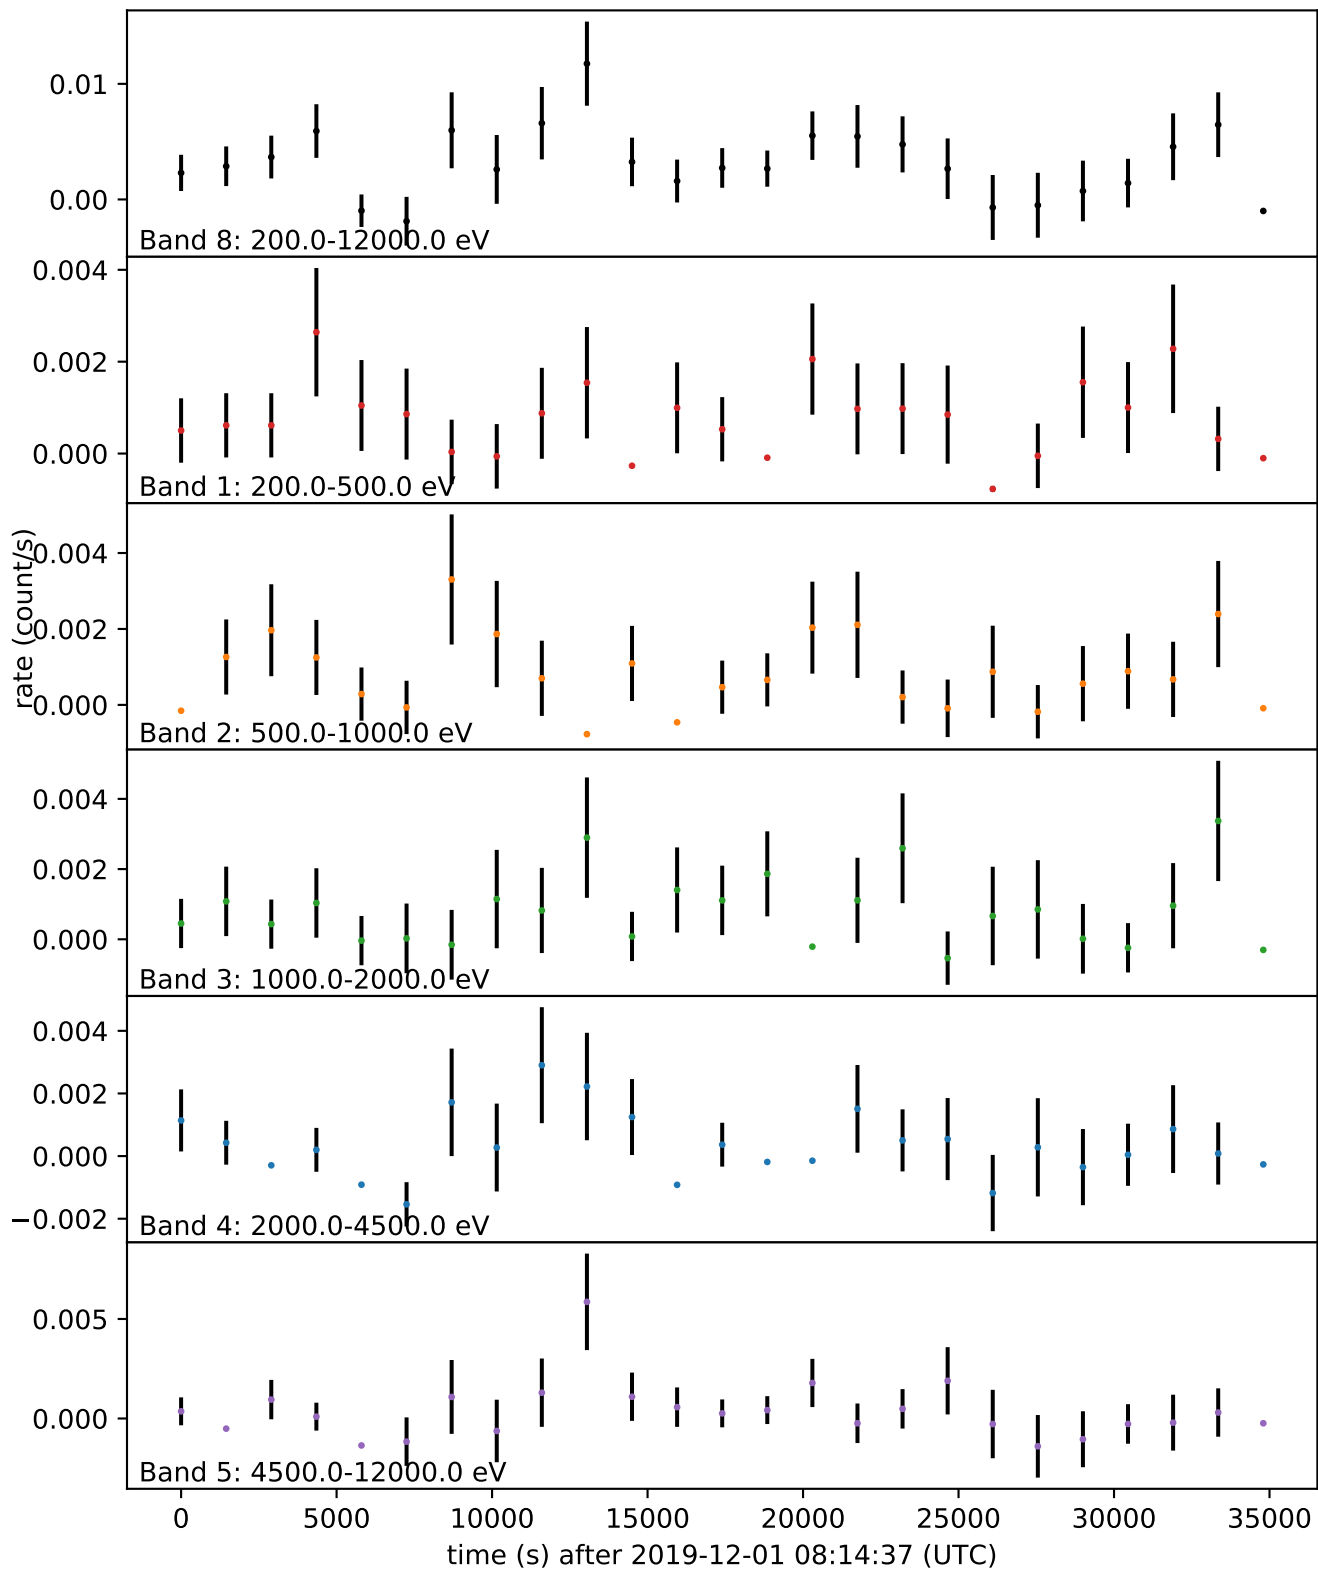 0.01
0.00
Band 8: 200.0-12000.0 eV
0.004
0.002
0.000
Band 1: 200.0-500.0 eV
rate (count/s)
0.004
0.002
0.000
Band 2: 500.0-1000.0 eV
0.004
0.002
0.000
Band 3: 1000.0-2000.0 eV
0.004
0.002
0.000
−0.002
Band 4: 2000.0-4500.0 eV
0.005
0.000
Band 5: 4500.0-12000.0 eV
0 5000 10000 15000 20000 25000 30000 35000
time (s) after 2019-12-01 08:14:37 (UTC)